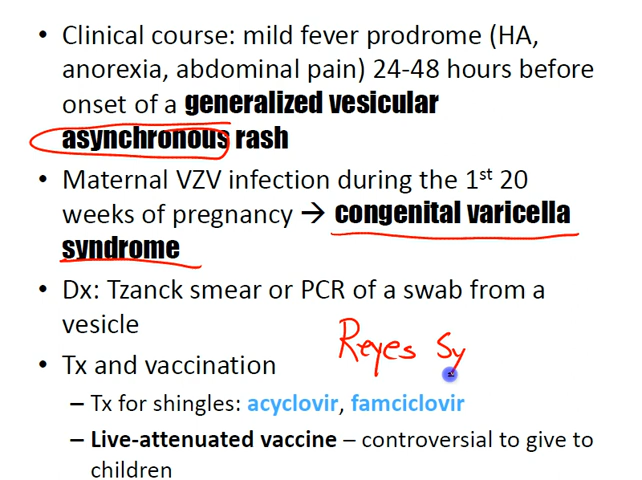 • Clinical course: mild fever prodrome (HA,
anorexia, abdominal pain) 24-48 hours before
onset of a generalized vesicular
asynchronous rash
• Maternal VZV infection during the 1st 20
weeks of pregnancy → congenital varicella
syndrome
• Dx: Tzanck smear or PCR of a swab from a
vesicle
Reyes Sy
• Tx and vaccination
– Tx for shingles: acyclovir, famciclovir
– Live-attenuated vaccine – controversial to give to
children